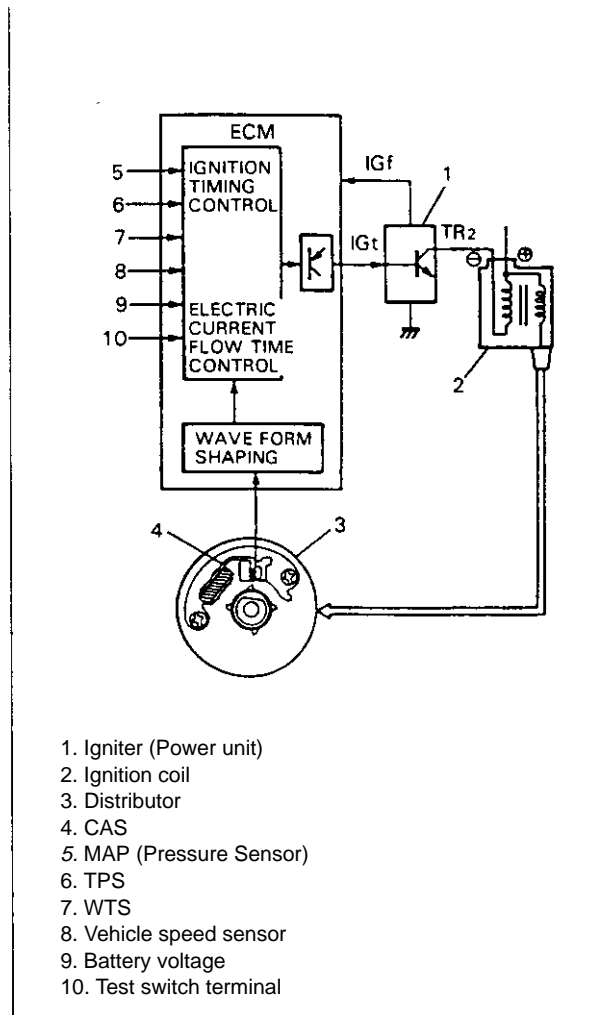 ECM
IGNITION
TIMING
CONTROL
ELECTRIC
CURRENT
FLOW TIME
CONTROL
WAVE FORM
SHAPING
5
6
7
8
9
10
IGf
1
IGt
TR2
⊖
⊕
2
4
3
1. Igniter (Power unit)
2. Ignition coil
3. Distributor
4. CAS
5. MAP (Pressure Sensor)
6. TPS
7. WTS
8. Vehicle speed sensor
9. Battery voltage
10. Test switch terminal